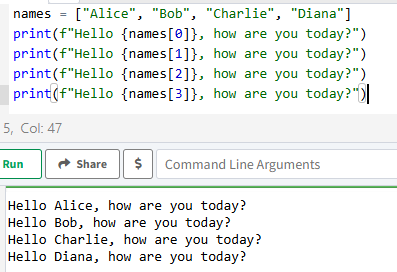 names = ["Alice", "Bob", "Charlie", "Diana"]
print(f"Hello {names[0]}, how are you today?")
print(f"Hello {names[1]}, how are you today?")
print(f"Hello {names[2]}, how are you today?")
print(f"Hello {names[3]}, how are you today?")
5, Col: 47
Run Share $ Command Line Arguments
Hello Alice, how are you today?
Hello Bob, how are you today?
Hello Charlie, how are you today?
Hello Diana, how are you today?